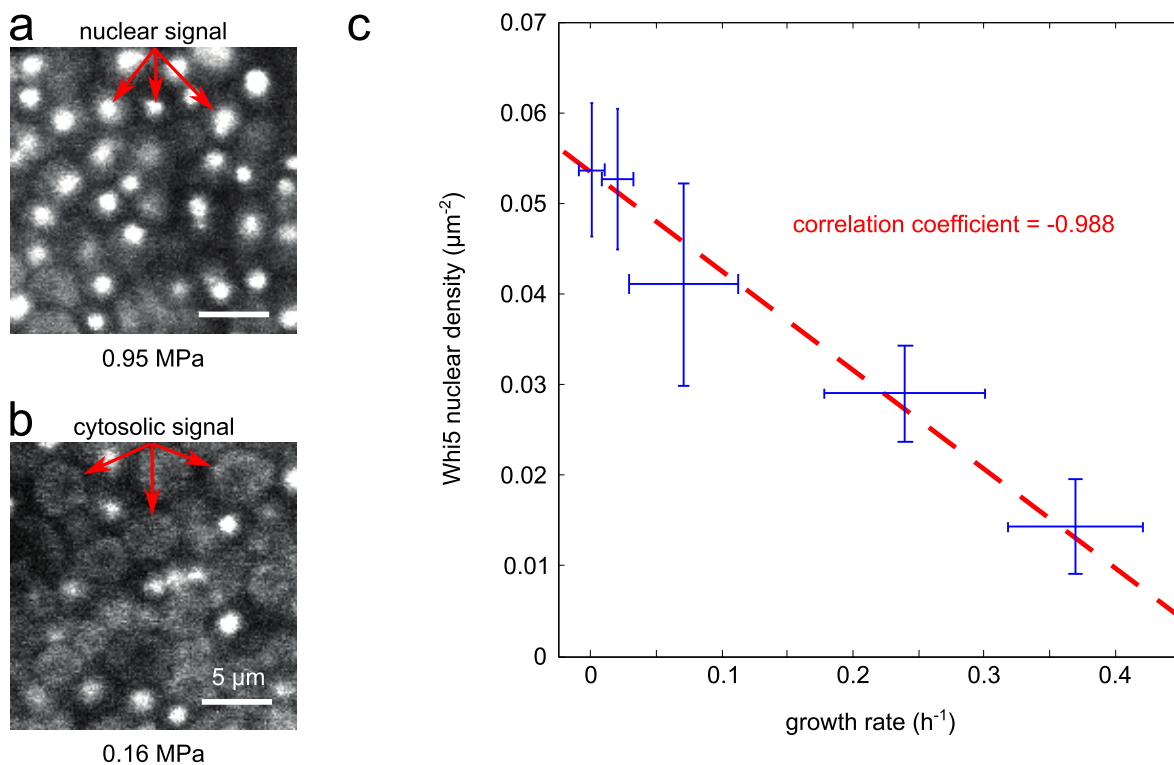 a
nuclear signal
0.95 MPa
b
cytosolic signal
5 µm
0.16 MPa
c
0.07
0.06
0.05
0.04
0.03
0.02
0.01
0
Whi5 nuclear density (µm⁻²)
correlation coefficient = -0.988
0 0.1 0.2 0.3 0.4
growth rate (h⁻¹)